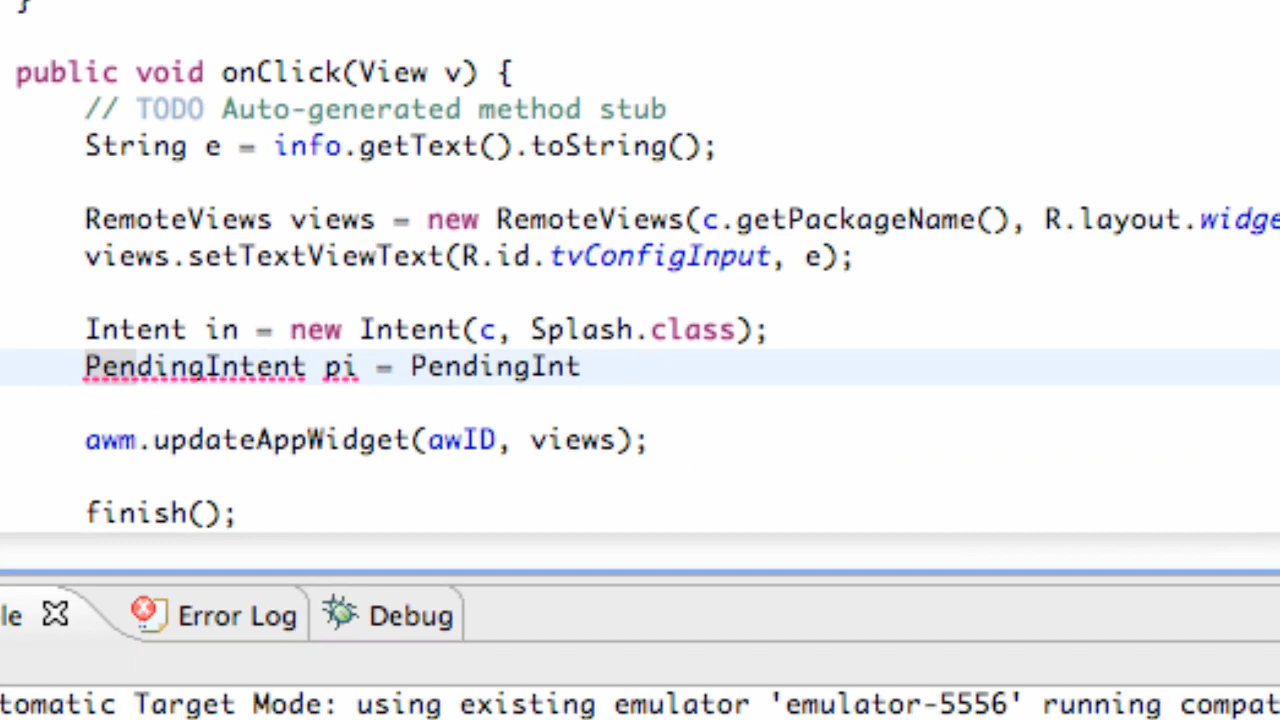 }
public void onClick(View v) {
// TODO Auto-generated method stub
String e = info.getText().toString();
RemoteViews views = new RemoteViews(c.getPackageName(), R.layout.widge
views.setTextViewText(R.id.tvConfigInput, e);
Intent in = new Intent(c, Splash.class);
PendingIntent pi = PendingInt
awm.updateAppWidget(awID, views);
finish();
le Error Log Debug
tomatic Target Mode: using existing emulator 'emulator-5556' running compat